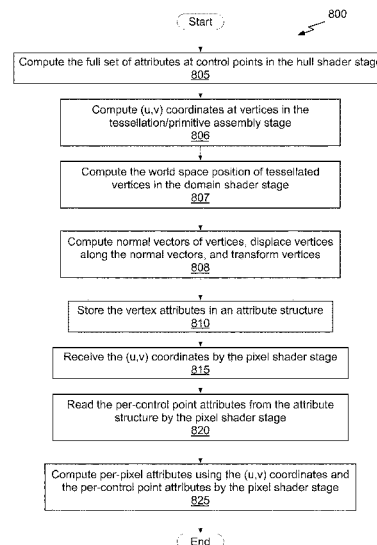 800
Start
Compute the full set of attributes at control points in the hull shader stage
805
Compute (u,v) coordinates at vertices in the
tessellation/primitive assembly stage
806
Compute the world space position of tessellated
vertices in the domain shader stage
807
Compute normal vectors of vertices, displace vertices
along the normal vectors, and transform vertices
808
Store the vertex attributes in an attribute structure
810
Receive the (u,v) coordinates by the pixel shader stage
815
Read the per-control point attributes from the attribute
structure by the pixel shader stage
820
Compute per-pixel attributes using the (u,v) coordinates and
the per-control point attributes by the pixel shader stage
825
End